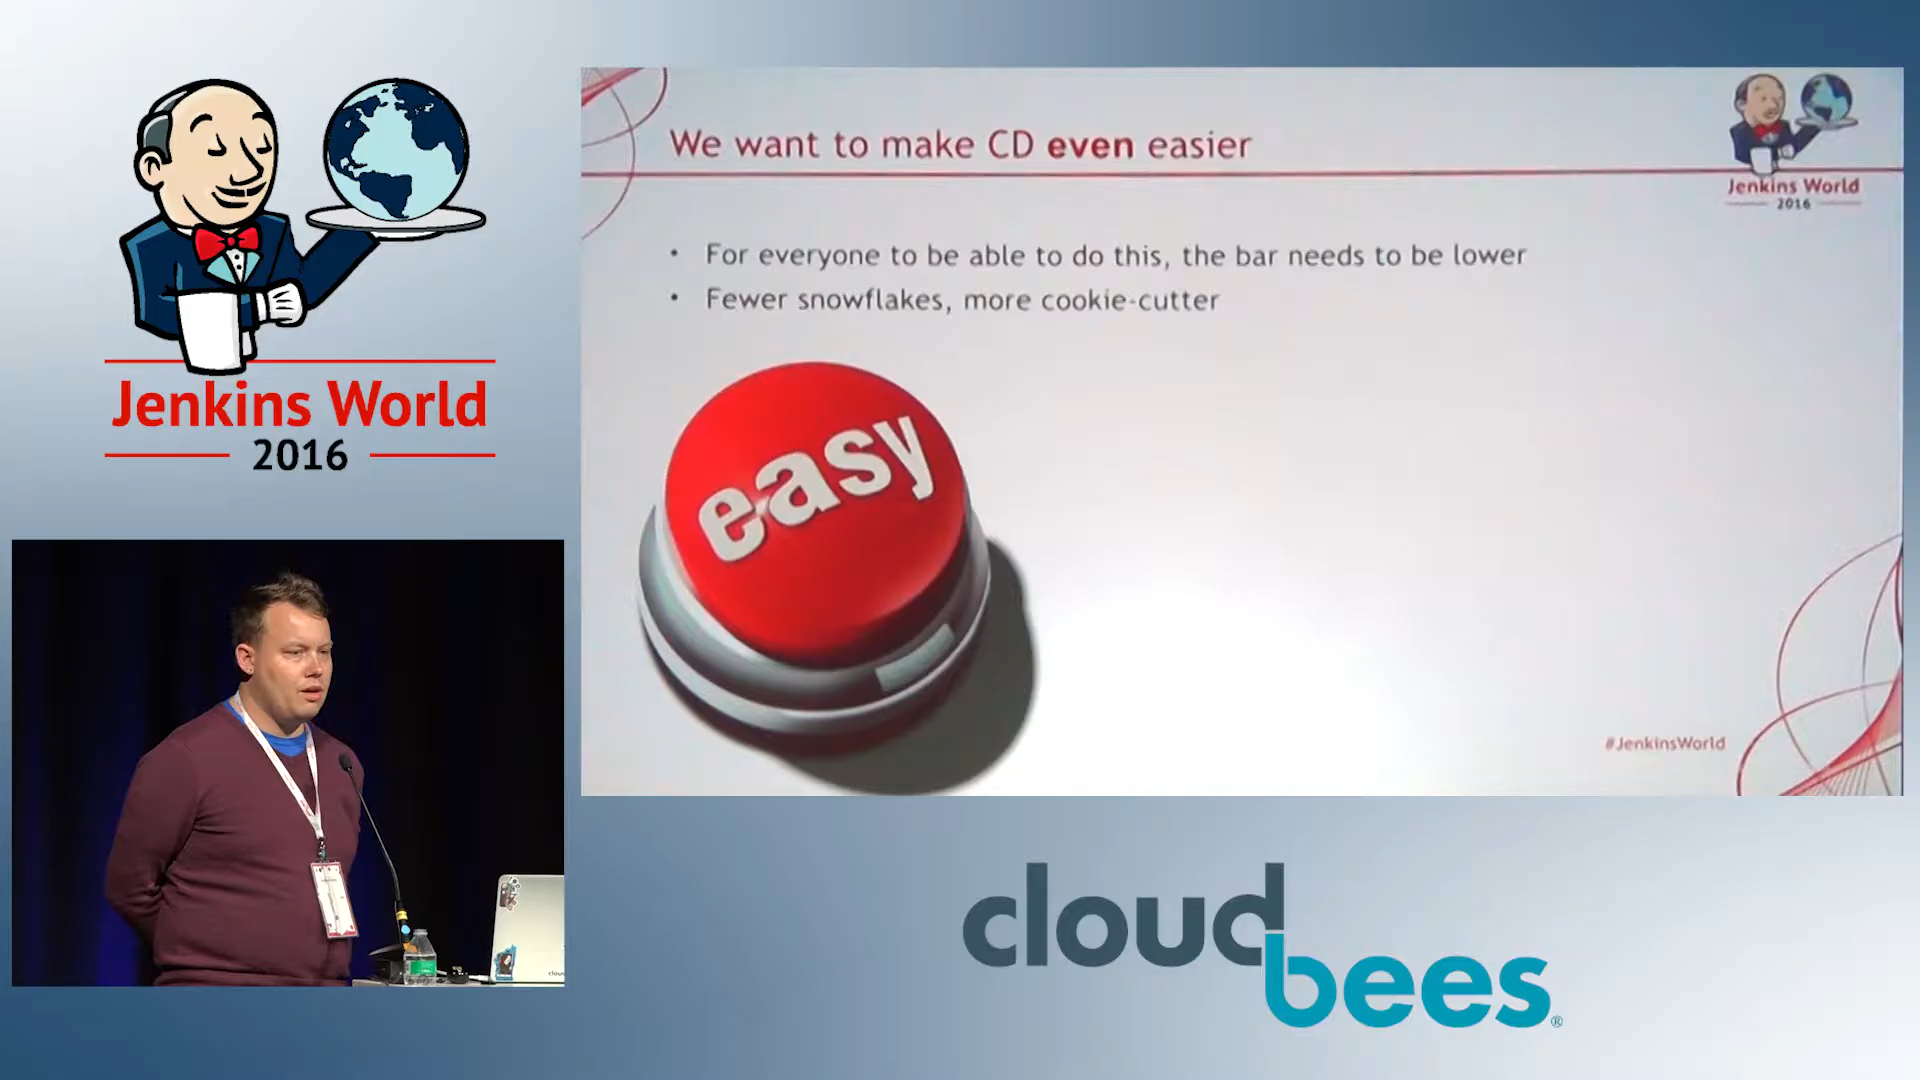 Jenkins World
2016
We want to make CD even easier
Jenkins World
2016
• For everyone to be able to do this, the bar needs to be lower
• Fewer snowflakes, more cookie-cutter
easy
#JenkinsWorld
cloud
bees®